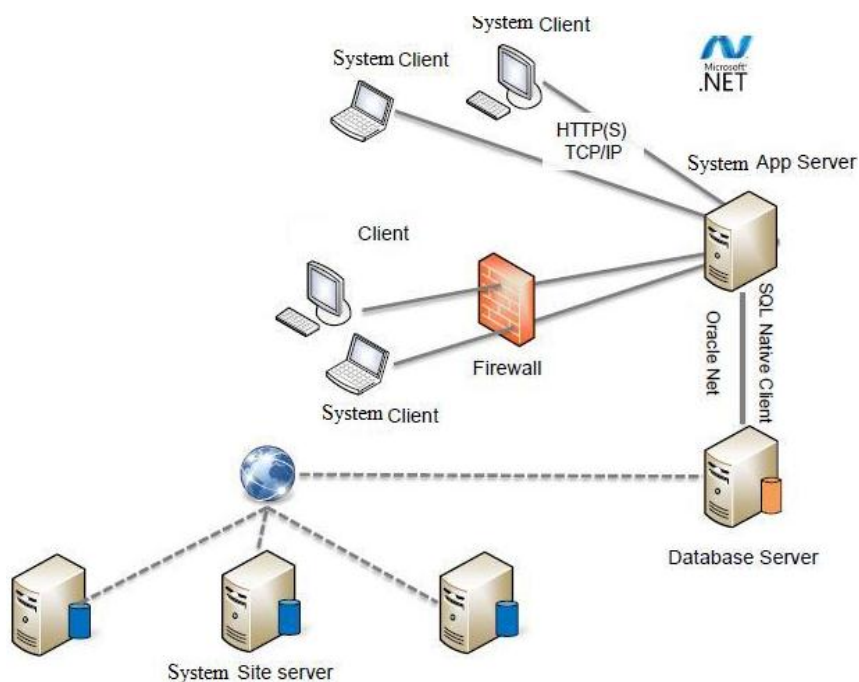 System Client
System Client
Microsoft®
.NET
HTTP(S)
TCP/IP
System App Server
Client
Firewall
System Client
Oracle Net
SQL Native Client
Database Server
System Site server